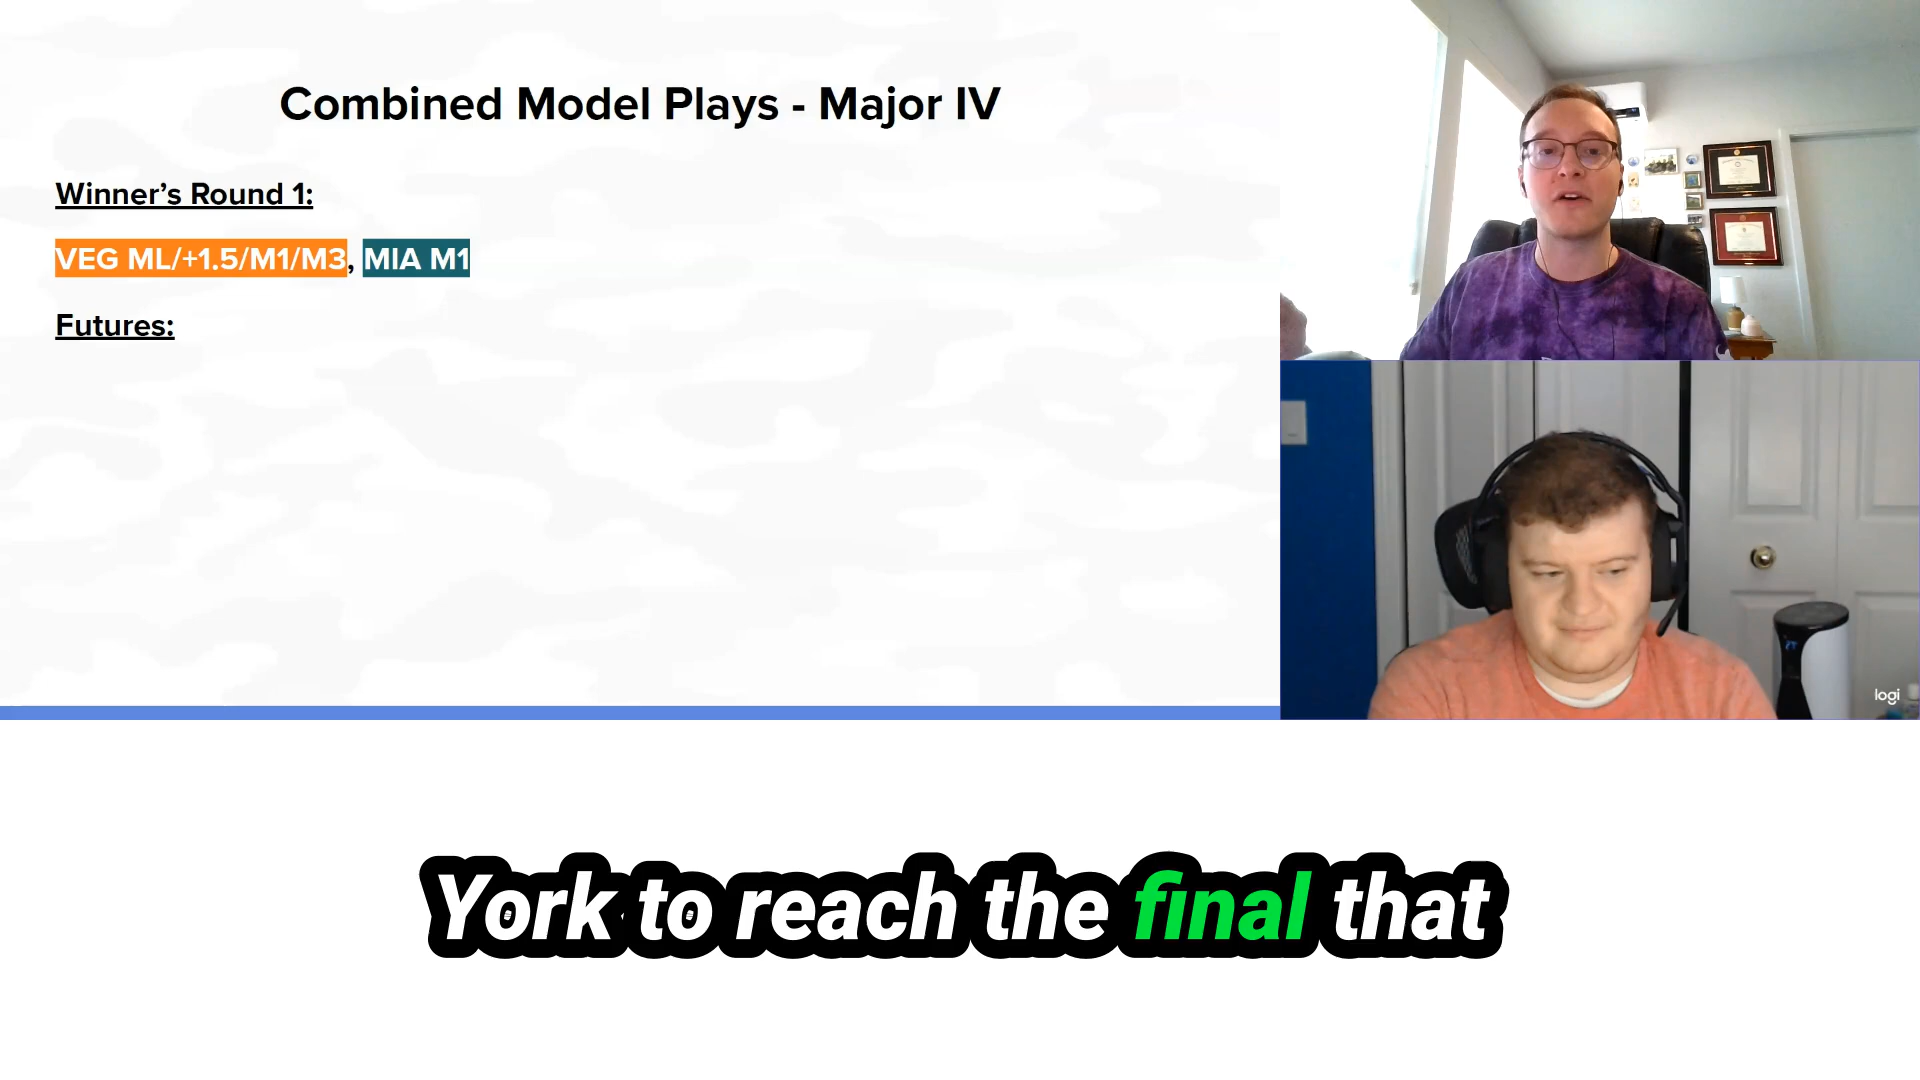 Combined Model Plays - Major IV
Winner's Round 1:
VEG ML/+1.5/M1/M3, MIA M1
Futures:
logi
York to reach the final that